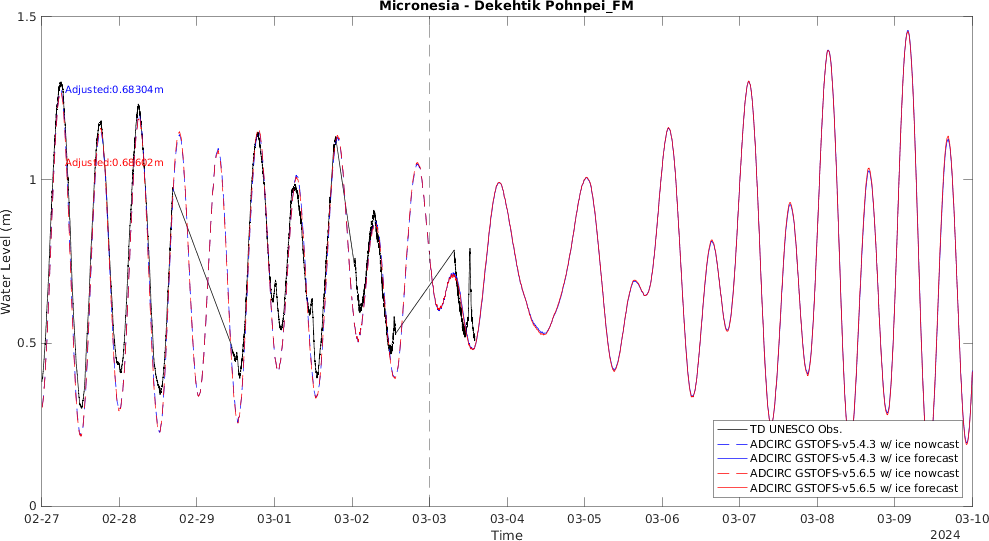 Micronesia - Dekehtik Pohnpei_FM
1.5
1
0.5
0
Water Level (m)
Adjusted:0.68304m
Adjusted:0.68602m
TD UNESCO Obs.
ADCIRC GSTOFS-v5.4.3 w/ ice nowcast
ADCIRC GSTOFS-v5.4.3 w/ ice forecast
ADCIRC GSTOFS-v5.6.5 w/ ice nowcast
ADCIRC GSTOFS-v5.6.5 w/ ice forecast
02-27 02-28 02-29 03-01 03-02 03-03 03-04 03-05 03-06 03-07 03-08 03-09 03-10
Time
2024